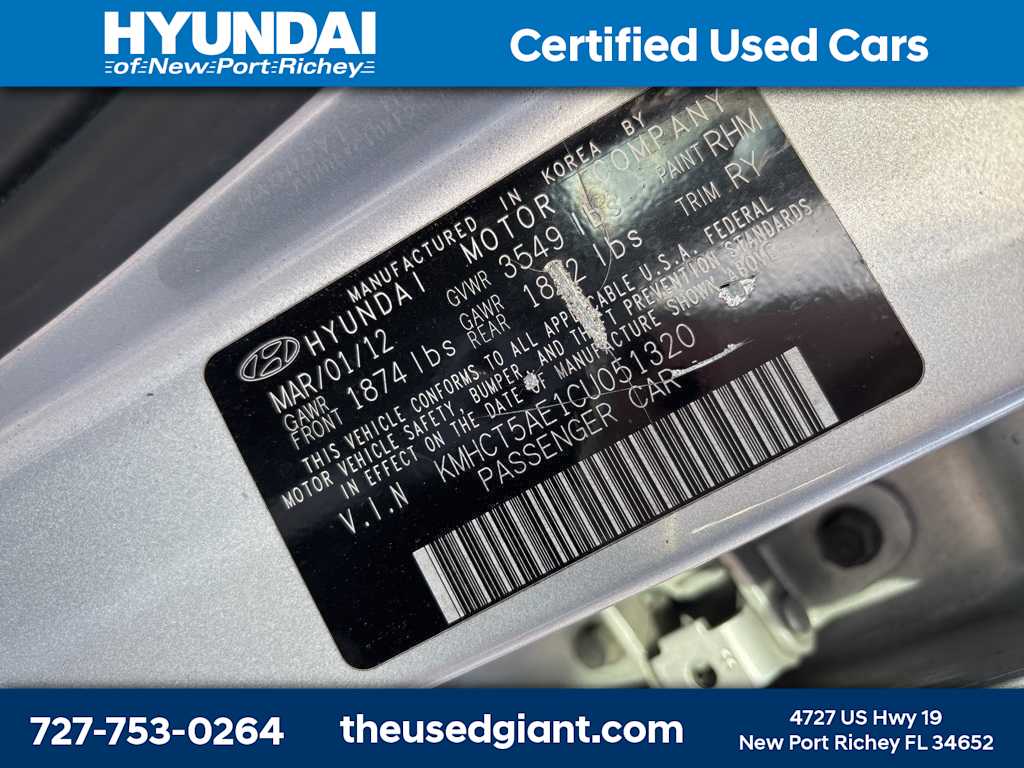 HYUNDAI
of New Port Richey
Certified Used Cars
MANUFACTURED IN KOREA BY
HYUNDAI MOTOR COMPANY
MAR/01/12 GVWR 3549 lbs PAINT RHM
GAWR FRONT 1874 lbs GAWR REAR lbs TRIM RY
THIS VEHICLE CONFORMS TO ALL APPLICABLE U.S.A. FEDERAL
MOTOR VEHICLE SAFETY, BUMPER AND THEFT PREVENTION STANDARDS
IN EFFECT ON THE DATE OF MANUFACTURE SHOWN ABOVE
V.I.N KMHCT5AE1CU051320
PASSENGER CAR
727-753-0264
theusedgiant.com
4727 US Hwy 19
New Port Richey FL 34652